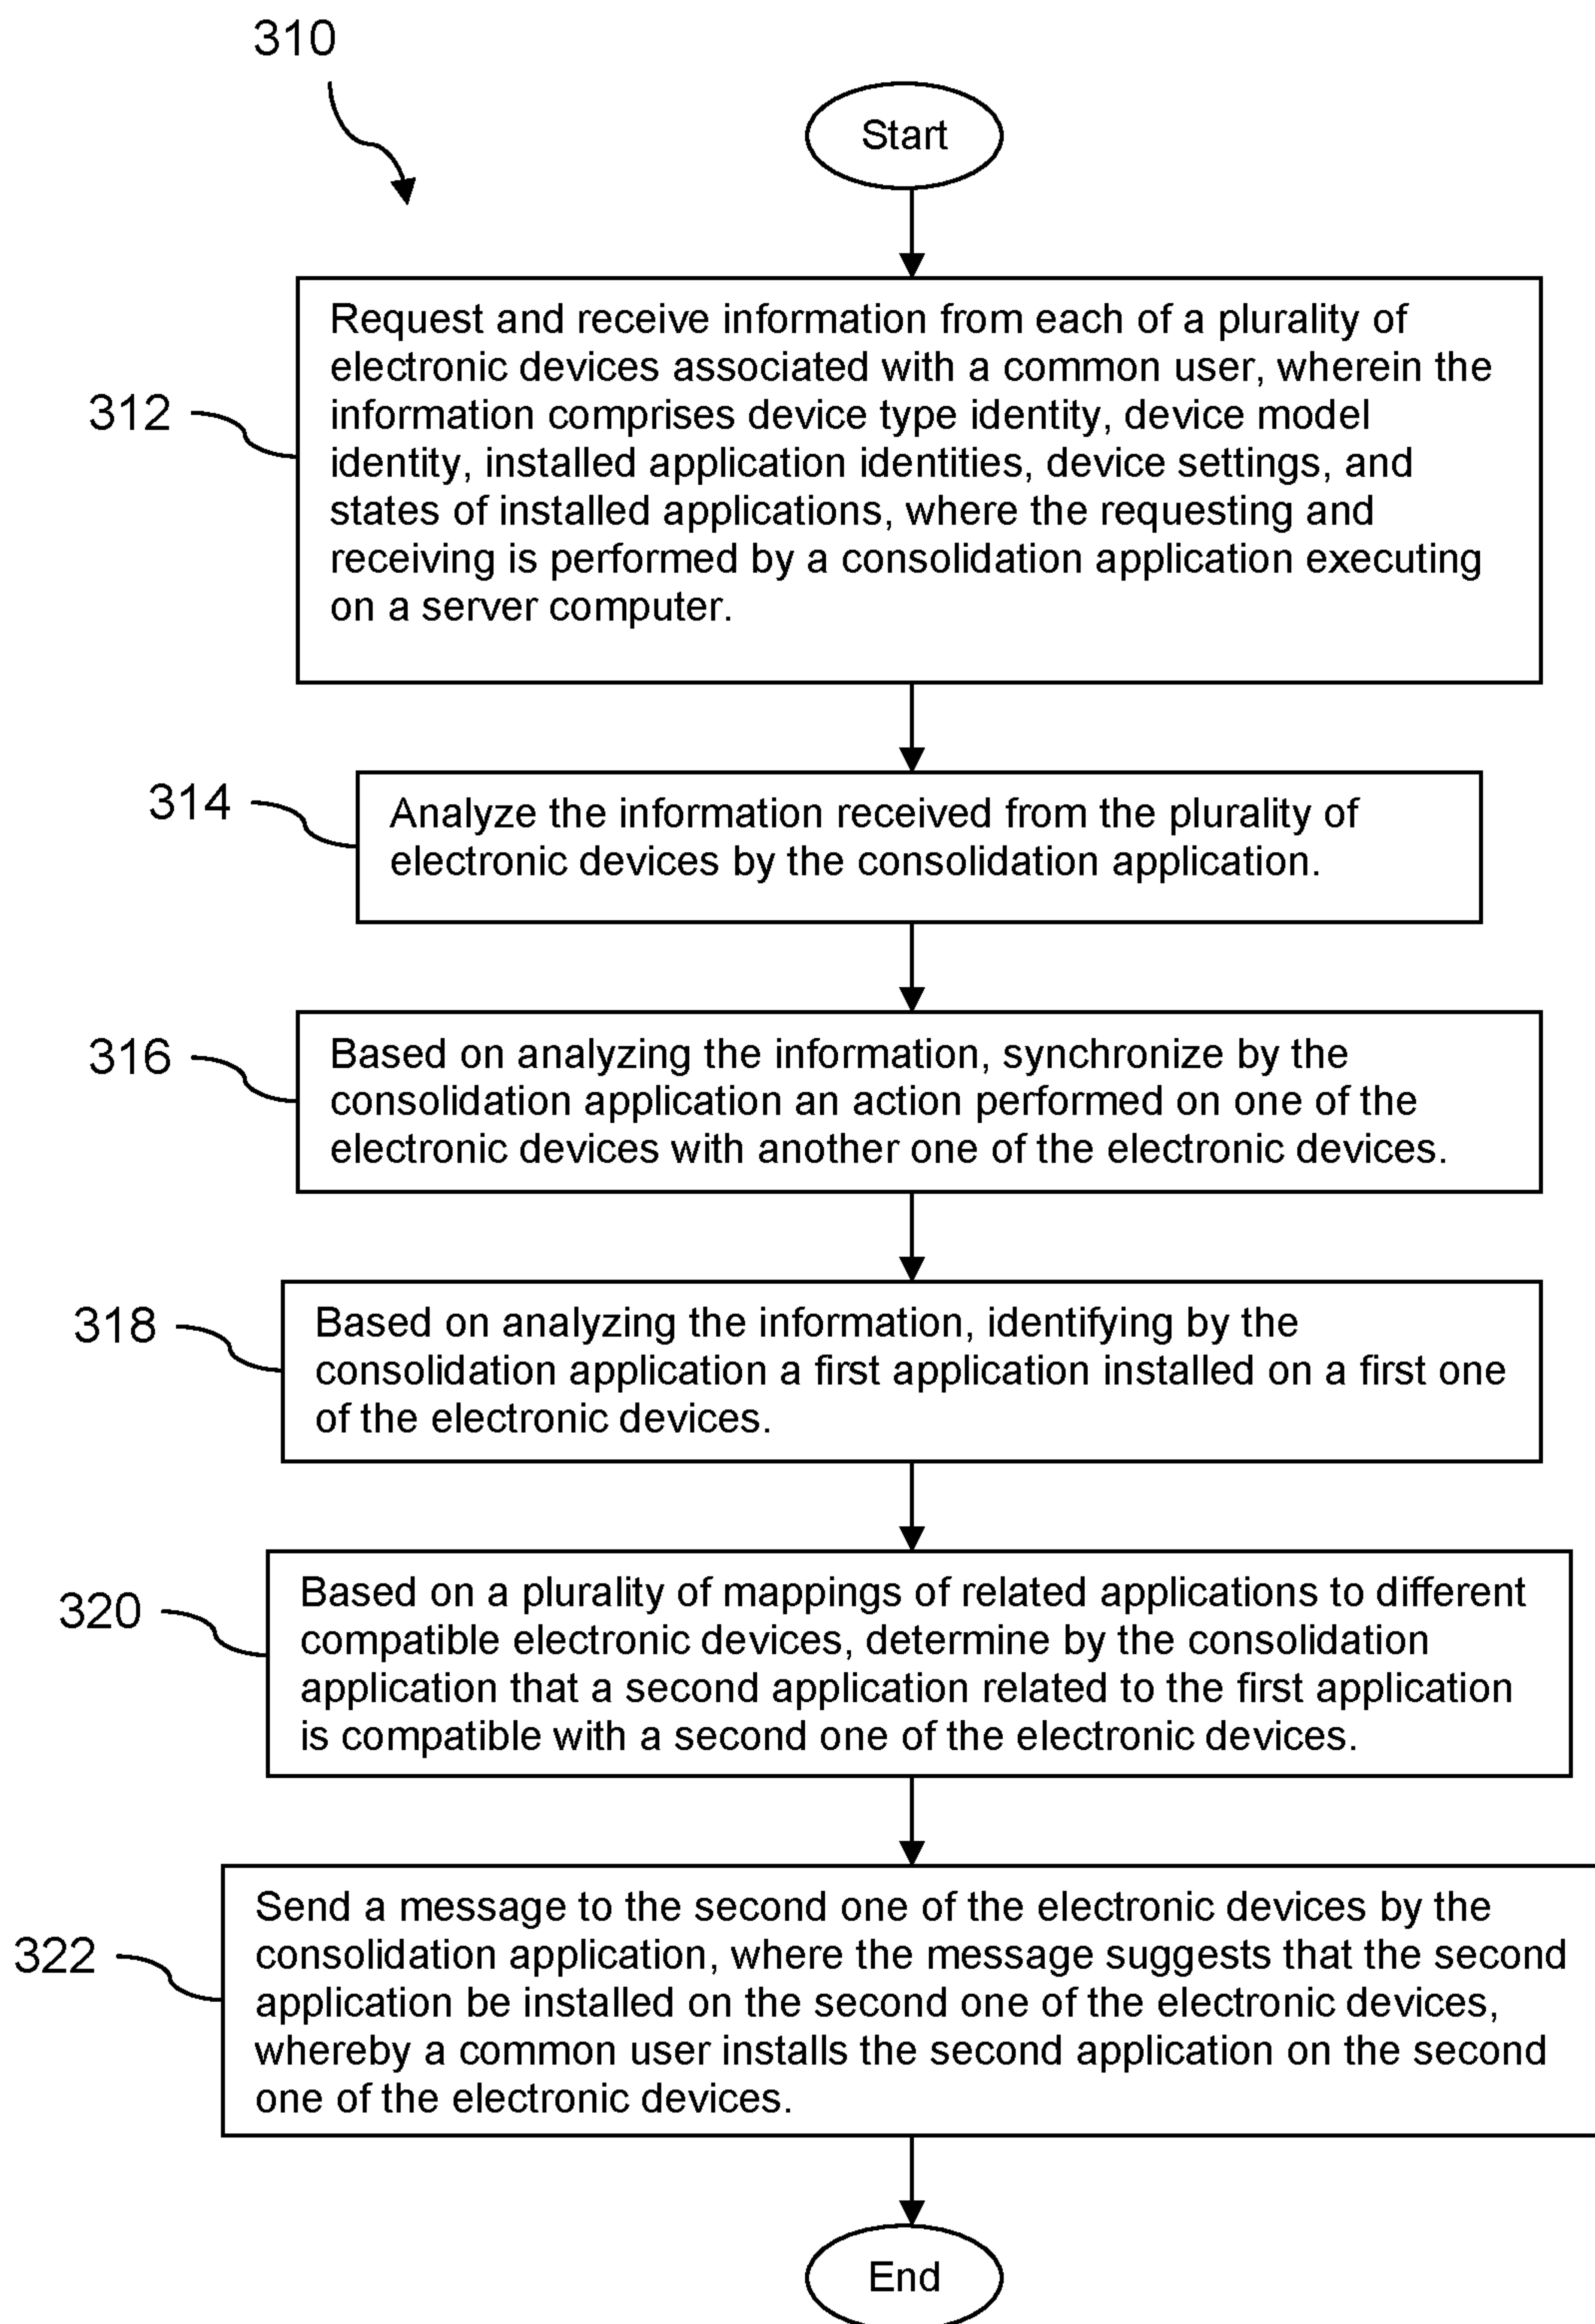 310
Start
312
Request and receive information from each of a plurality of
electronic devices associated with a common user, wherein the
information comprises device type identity, device model
identity, installed application identities, device settings, and
states of installed applications, where the requesting and
receiving is performed by a consolidation application executing
on a server computer.
314
Analyze the information received from the plurality of
electronic devices by the consolidation application.
316
Based on analyzing the information, synchronize by the
consolidation application an action performed on one of the
electronic devices with another one of the electronic devices.
318
Based on analyzing the information, identifying by the
consolidation application a first application installed on a first one
of the electronic devices.
320
Based on a plurality of mappings of related applications to different
compatible electronic devices, determine by the consolidation
application that a second application related to the first application
is compatible with a second one of the electronic devices.
322
Send a message to the second one of the electronic devices by the
consolidation application, where the message suggests that the second
application be installed on the second one of the electronic devices,
whereby a common user installs the second application on the second
one of the electronic devices.
End